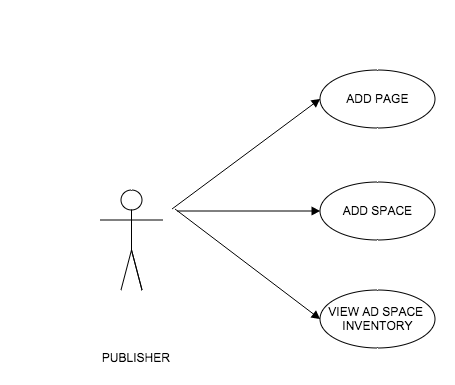 ADD PAGE
ADD SPACE
VIEW AD SPACE
INVENTORY
PUBLISHER